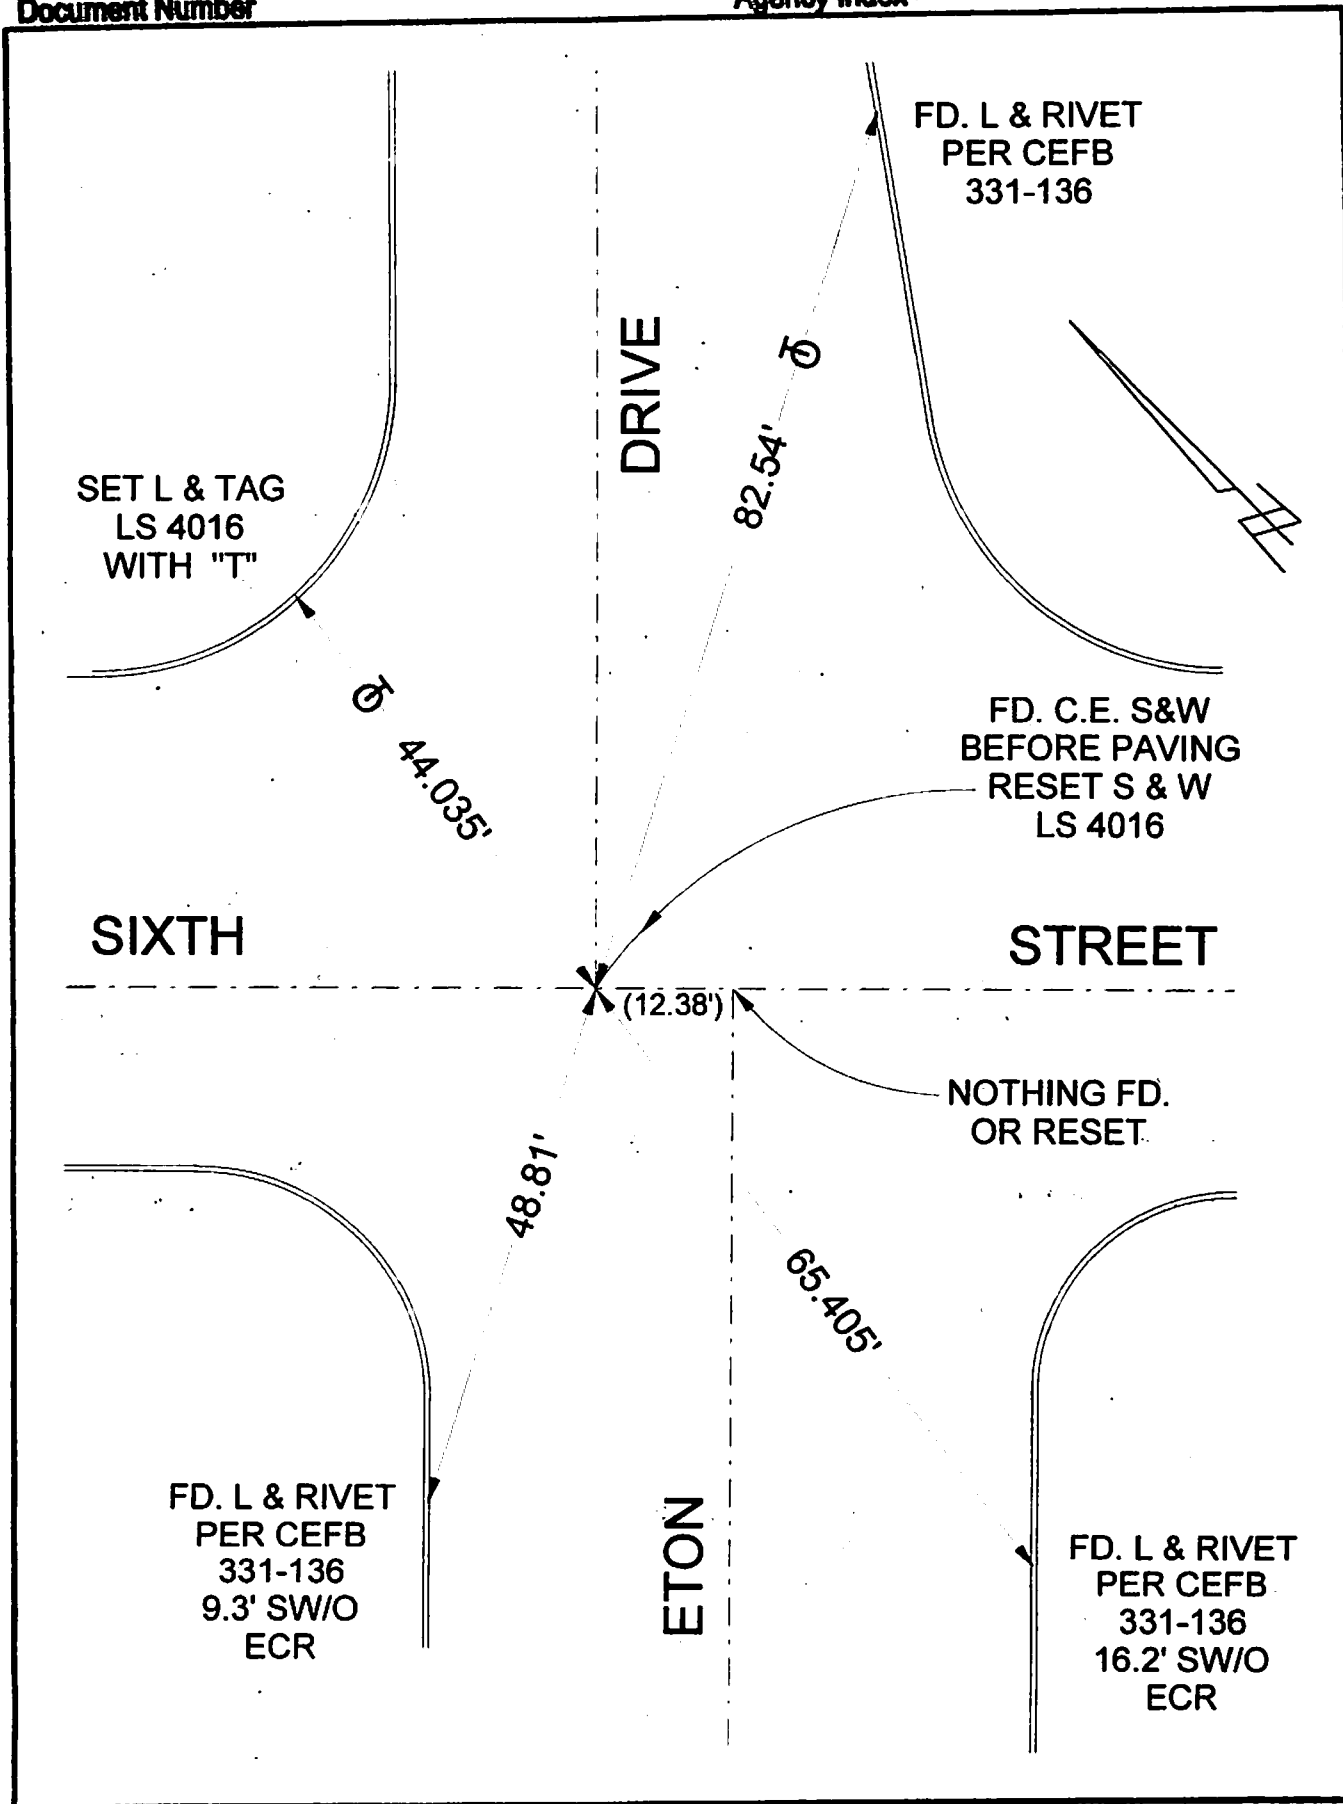 Document Number
Agency Index
FD. L & RIVET
PER CEFB
331-136
DRIVE
82.54'
SET L & TAG
LS 4016
WITH "T"
44.035'
FD. C.E. S&W
BEFORE PAVING
RESET S & W
LS 4016
SIXTH
STREET
(12.38')
NOTHING FD.
OR RESET
48.81'
65.405'
ETON
FD. L & RIVET
PER CEFB
331-136
9.3' SW/O
ECR
FD. L & RIVET
PER CEFB
331-136
16.2' SW/O
ECR